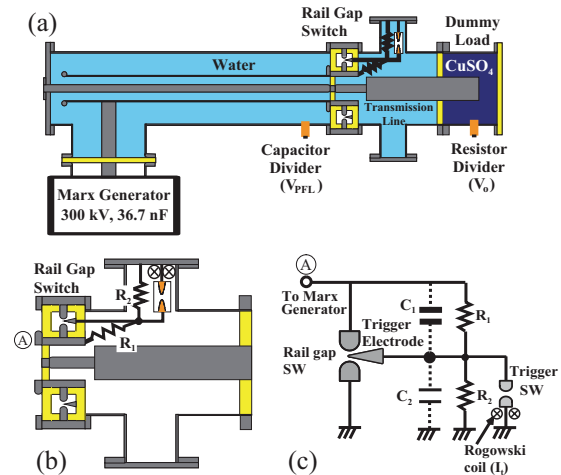 (a)
Rail Gap
Switch
Dummy
Load
Water
CuSO4
Transmission
Line
Capacitor
Divider
(VPFL)
Resistor
Divider
(Vo)
Marx Generator
300 kV, 36.7 nF
(b)
Rail Gap
Switch
R2
A
R1
A
To Marx
Generator
C1
R1
Trigger
Electrode
Rail gap
SW
Trigger
SW
C2
R2
Rogowski
coil (It)
(c)